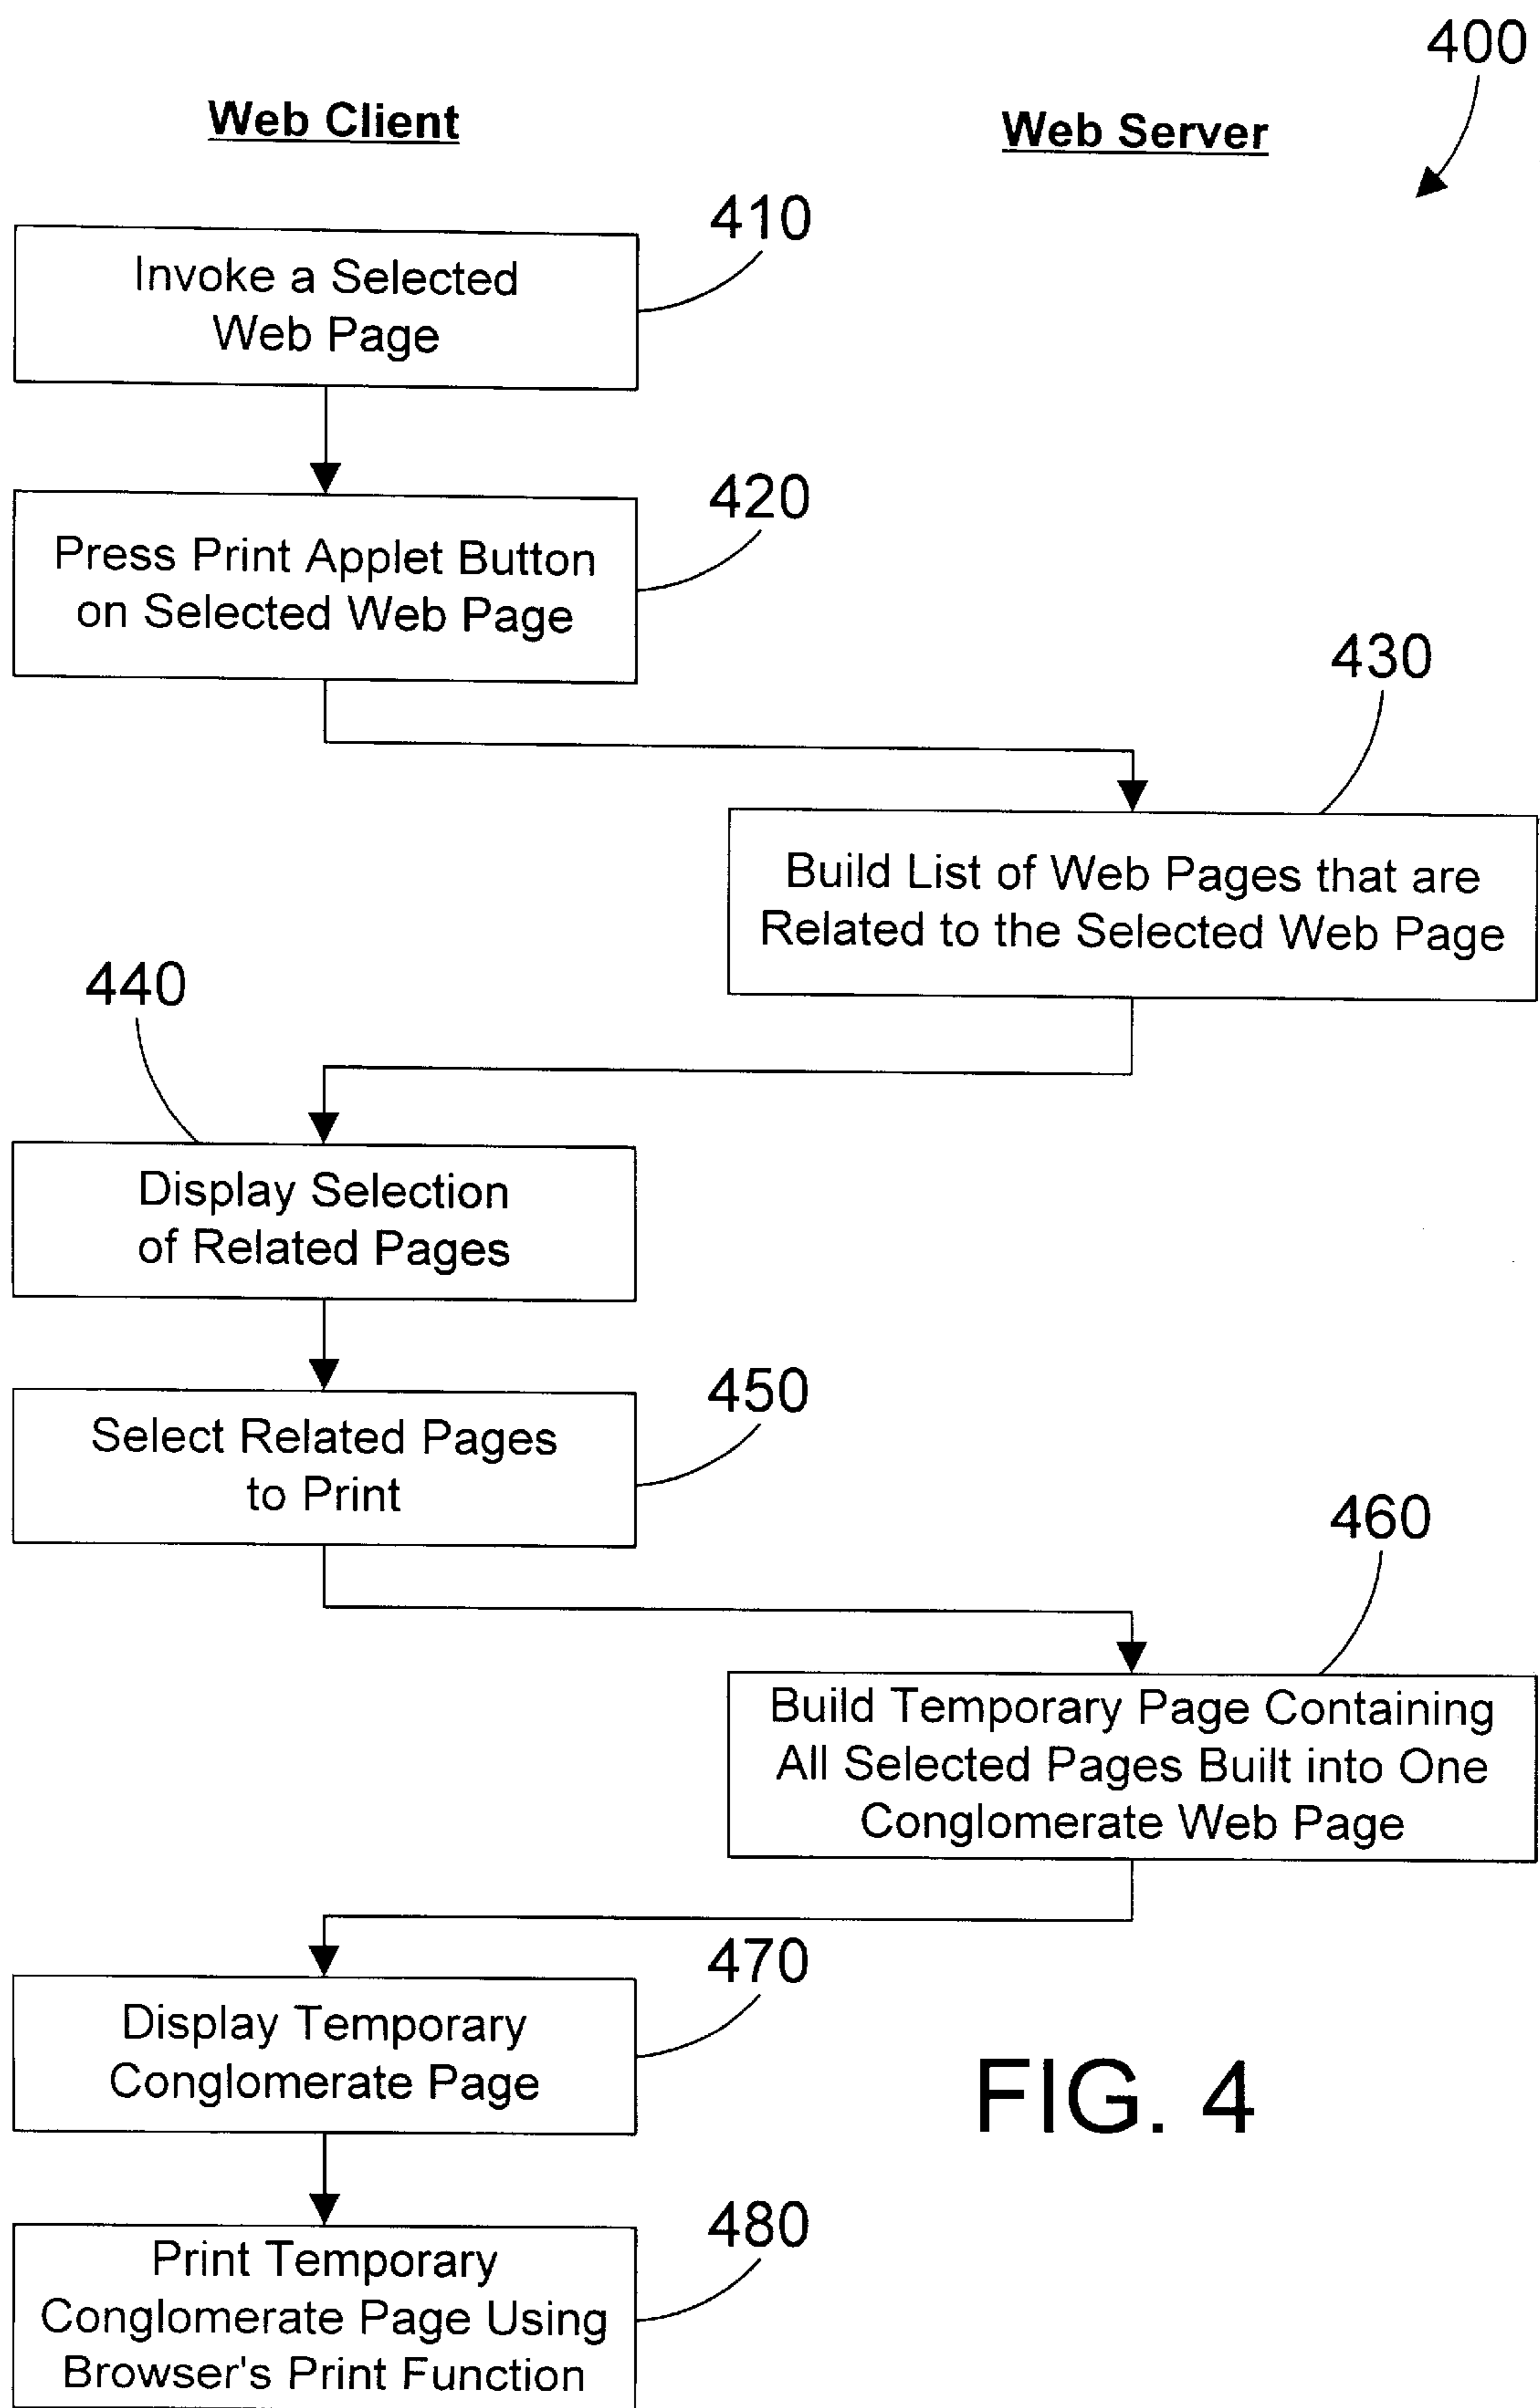 400
Web Client
Web Server
410
Invoke a Selected
Web Page
420
Press Print Applet Button
on Selected Web Page
430
Build List of Web Pages that are
Related to the Selected Web Page
440
Display Selection
of Related Pages
450
Select Related Pages
to Print
460
Build Temporary Page Containing
All Selected Pages Built into One
Conglomerate Web Page
470
Display Temporary
Conglomerate Page
FIG. 4
480
Print Temporary
Conglomerate Page Using
Browser's Print Function